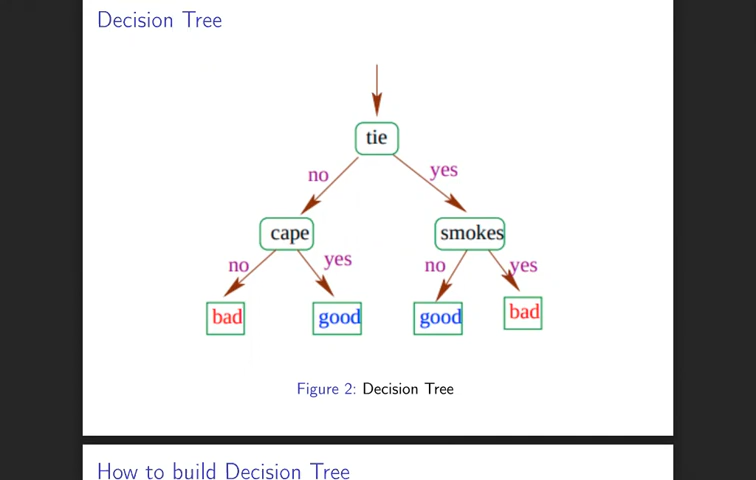 Decision Tree
tie
no
yes
cape
smokes
no
yes
no
yes
bad
good
good
bad
Figure 2: Decision Tree
How to build Decision Tree